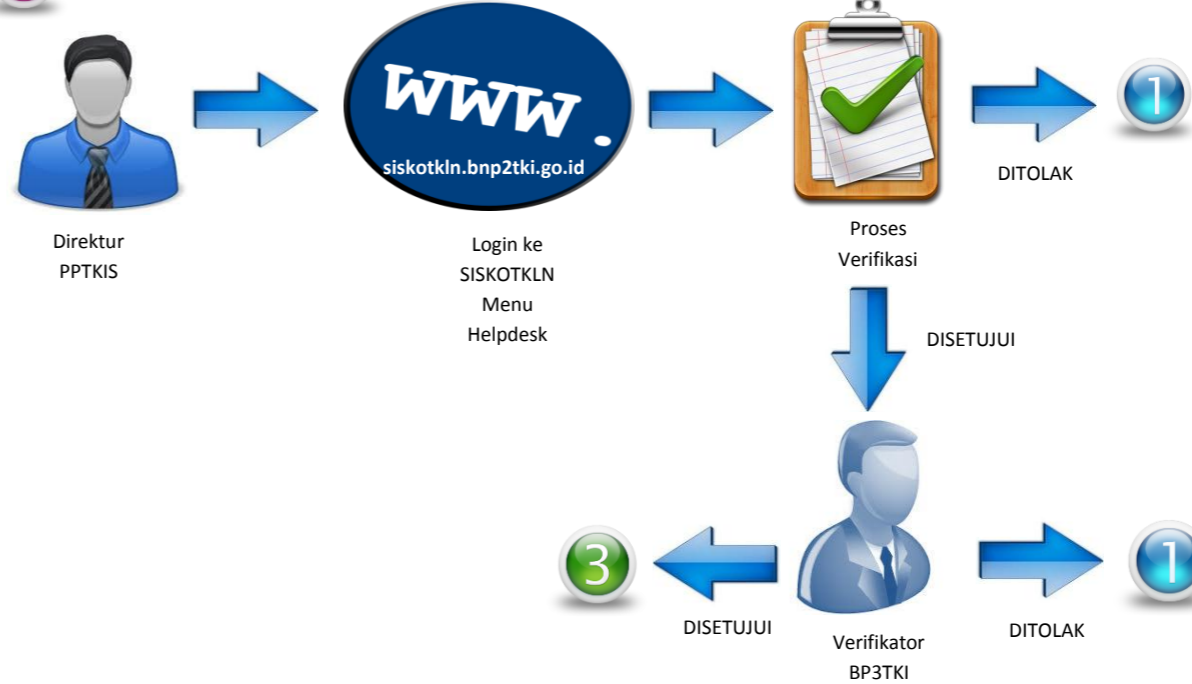 www.
siskotkln.bnp2tki.go.id
1
DITOLAK
Direktur
PPTKIS
Login ke
SISKOTKLN
Menu
Helpdesk
Proses
Verifikasi
DISETUJUI
3
1
DISETUJUI
DITOLAK
Verifikator
BP3TKI